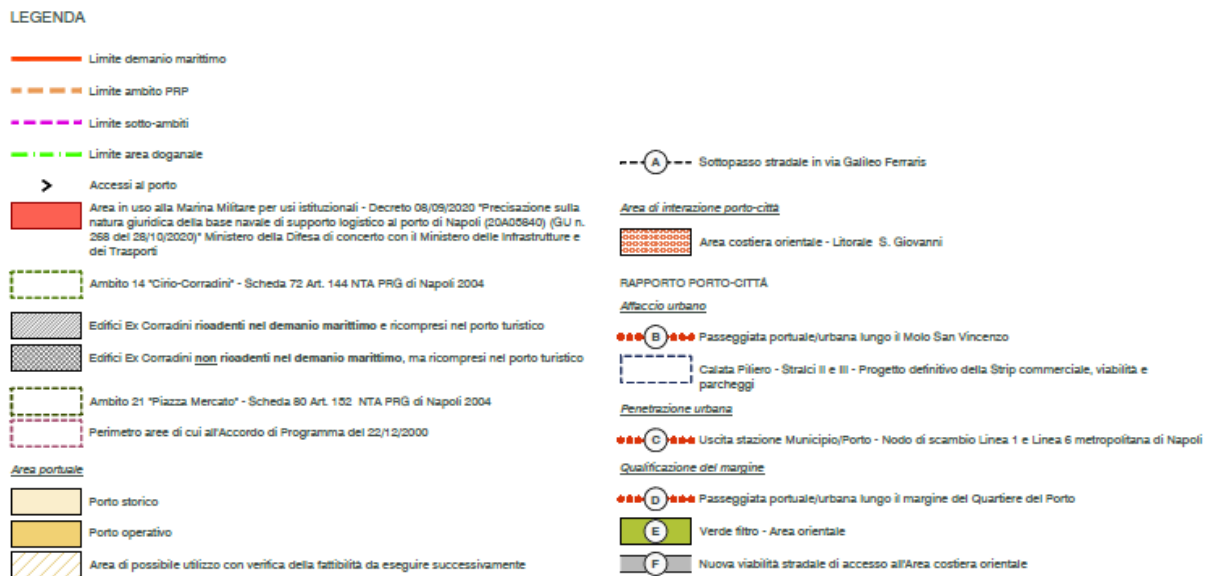 LEGENDA
Limite demanio marittimo
Limite ambito PRP
Limite sotto-ambiti
Limite area doganale
Accessi al porto
Area in uso alla Marina Militare per usi istituzionali - Decreto 08/09/2020 "Precisazione sulla
natura giuridica della base navale di supporto logistico al porto di Napoli (20A05840) (GU n.
268 del 28/10/2020)" Ministero della Difesa di concerto con il Ministero delle Infrastrutture e
dei Trasporti
Ambito 14 "Cirio-Corradini" - Scheda 72 Art. 144 NTA PRG di Napoli 2004
Edifici Ex Corradini ricadenti nel demanio marittimo e ricompresi nel porto turistico
Edifici Ex Corradini non ricadenti nel demanio marittimo, ma ricompresi nel porto turistico
Ambito 21 "Piazza Mercato" - Scheda 80 Art. 152 NTA PRG di Napoli 2004
Perimetro aree di cui all'Accordo di Programma del 22/12/2000
Area portuale
Porto storico
Porto operativo
Area di possibile utilizzo con verifica della fattibilità da eseguire successivamente
A Sottopasso stradale in via Galileo Ferraris
Area di interazione porto-città
Area costiera orientale - Litorale S. Giovanni
RAPPORTO PORTO-CITTÀ
Affaccio urbano
B Passeggiata portuale/urbana lungo il Molo San Vincenzo
Calata Piliero - Stralci II e III - Progetto definitivo della Strip commerciale, viabilità e
parcheggi
Penetrazione urbana
C Uscita stazione Municipio/Porto - Nodo di scambio Linea 1 e Linea 6 metropolitana di Napoli
Qualificazione del margine
D Passeggiata portuale/urbana lungo il margine del Quartiere del Porto
E Verde filtro - Area orientale
F Nuova viabilità stradale di accesso all'Area costiera orientale